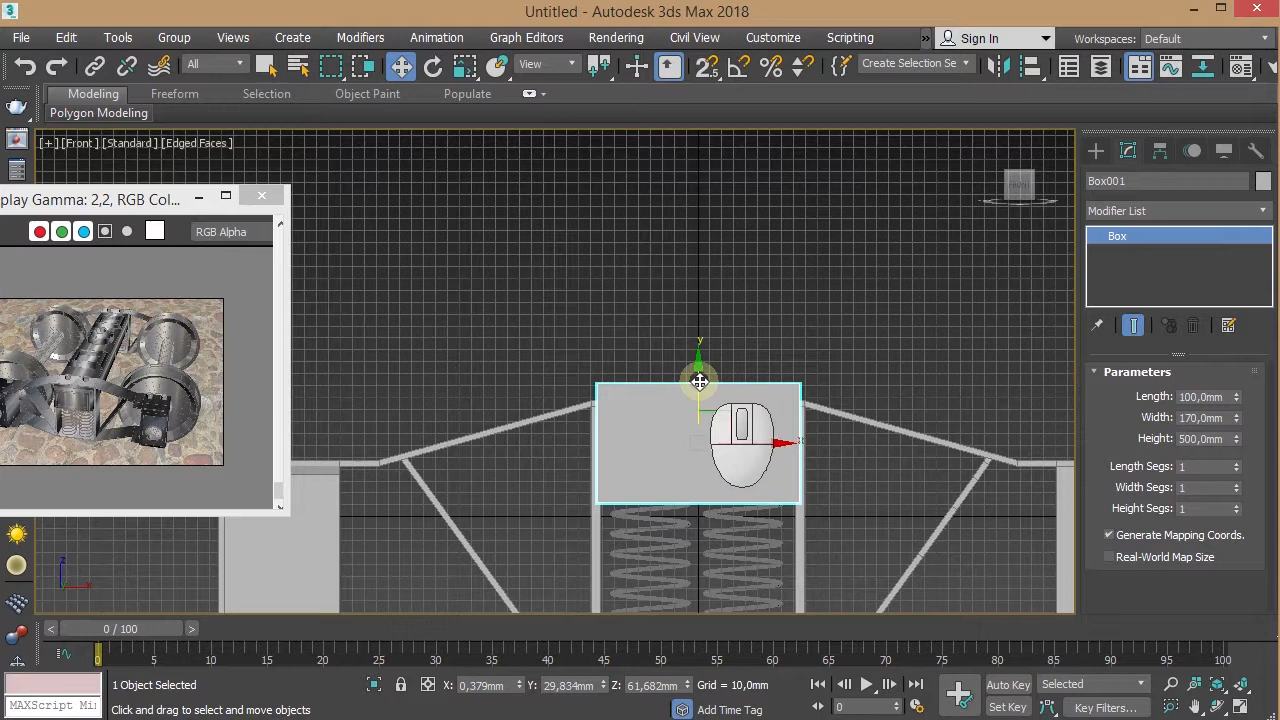 Untitled - Autodesk 3ds Max 2018
File Edit Tools Group Views Create Modifiers Animation Graph Editors Rendering Civil View Customize Scripting » Sign In Workspaces: Default
All View Create Selection Se
Modeling Freeform Selection Object Paint Populate
Polygon Modeling
[+] [Front] [Standard] [Edged Faces]
FRONT
Box001
play Gamma: 2,2, RGB Col...
Modifier List
RGB Alpha
Box
y
x
Parameters
Length: 100,0mm
Width: 170,0mm
Height: 500,0mm
Length Segs: 1
Width Segs: 1
Height Segs: 1
Generate Mapping Coords.
Real-World Map Size
z
x
< 0 / 100 >
0 5 10 15 20 25 30 35 40 45 50 55 60 65 70 75 80 85 90 95 100
1 Object Selected X: 0,379mm Y: 29,834mm Z: 61,682mm Grid = 10,0mm Auto Key Selected
MAXScript Mi Click and drag to select and move objects Add Time Tag 0 Set Key Key Filters...